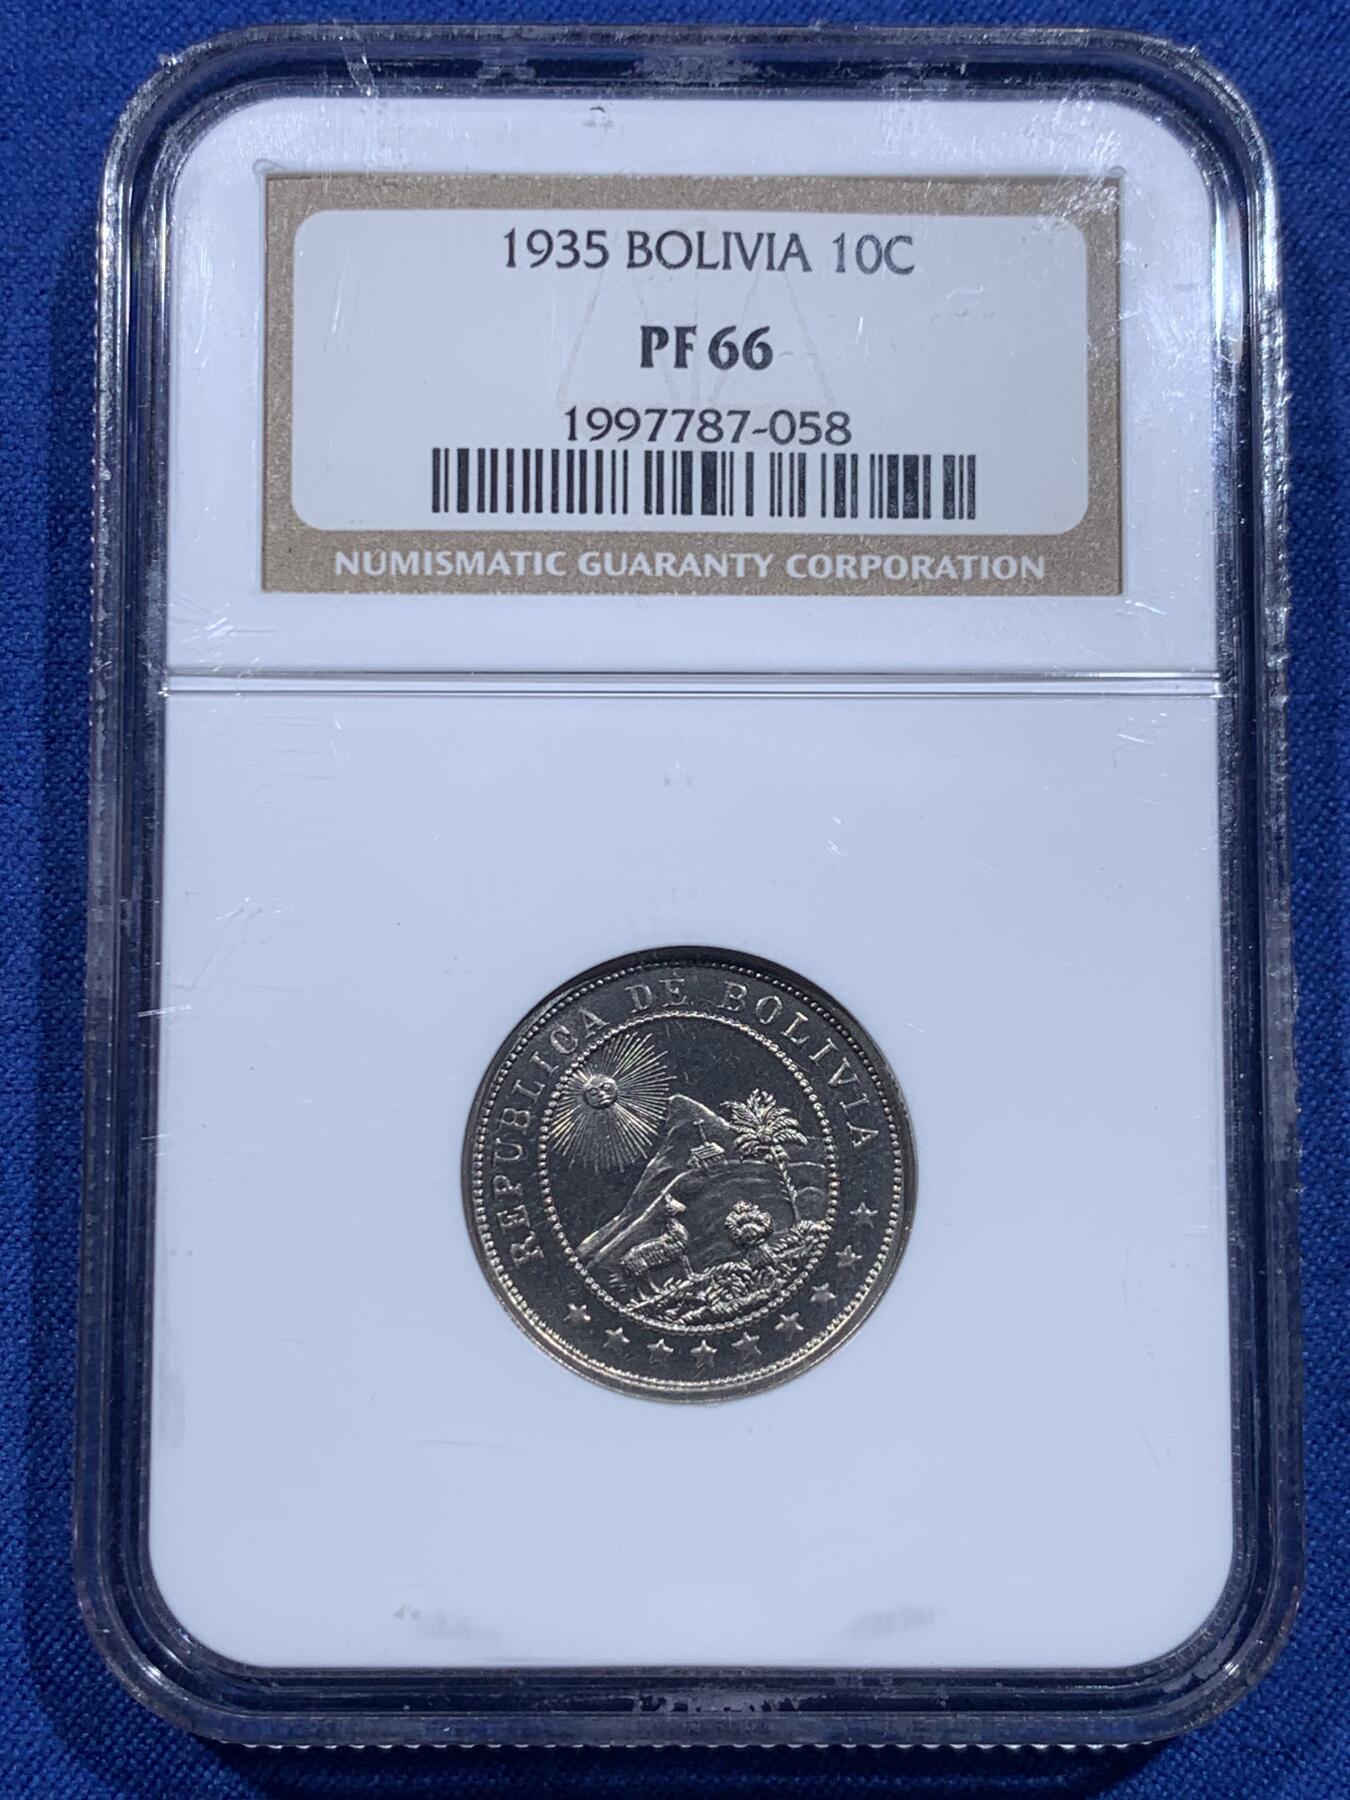 1935 BOLIVIA 10C
PF 66
1997787-058
NUMISMATIC GUARANTY CORPORATION
REPUBLICA DE BOLIVIA